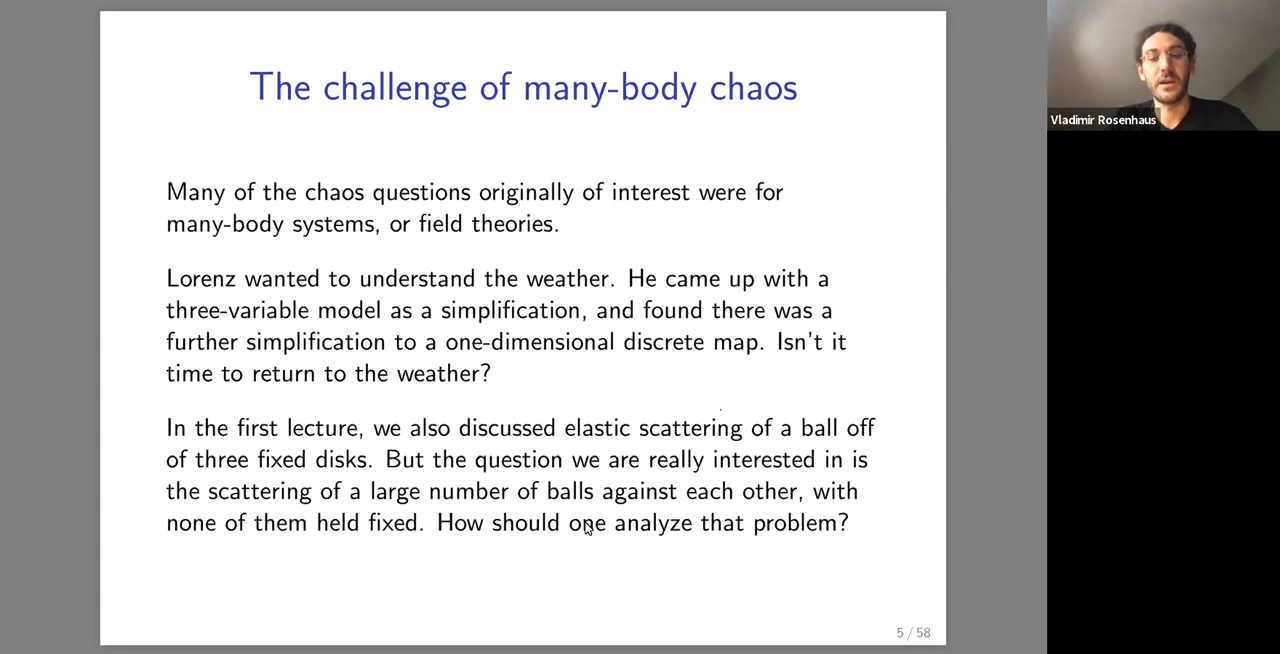 The challenge of many-body chaos
Many of the chaos questions originally of interest were for
many-body systems, or field theories.
Lorenz wanted to understand the weather. He came up with a
three-variable model as a simplification, and found there was a
further simplification to a one-dimensional discrete map. Isn't it
time to return to the weather?
In the first lecture, we also discussed elastic scattering of a ball off
of three fixed disks. But the question we are really interested in is
the scattering of a large number of balls against each other, with
none of them held fixed. How should one analyze that problem?
5 / 58
Vladimir Rosenhaus